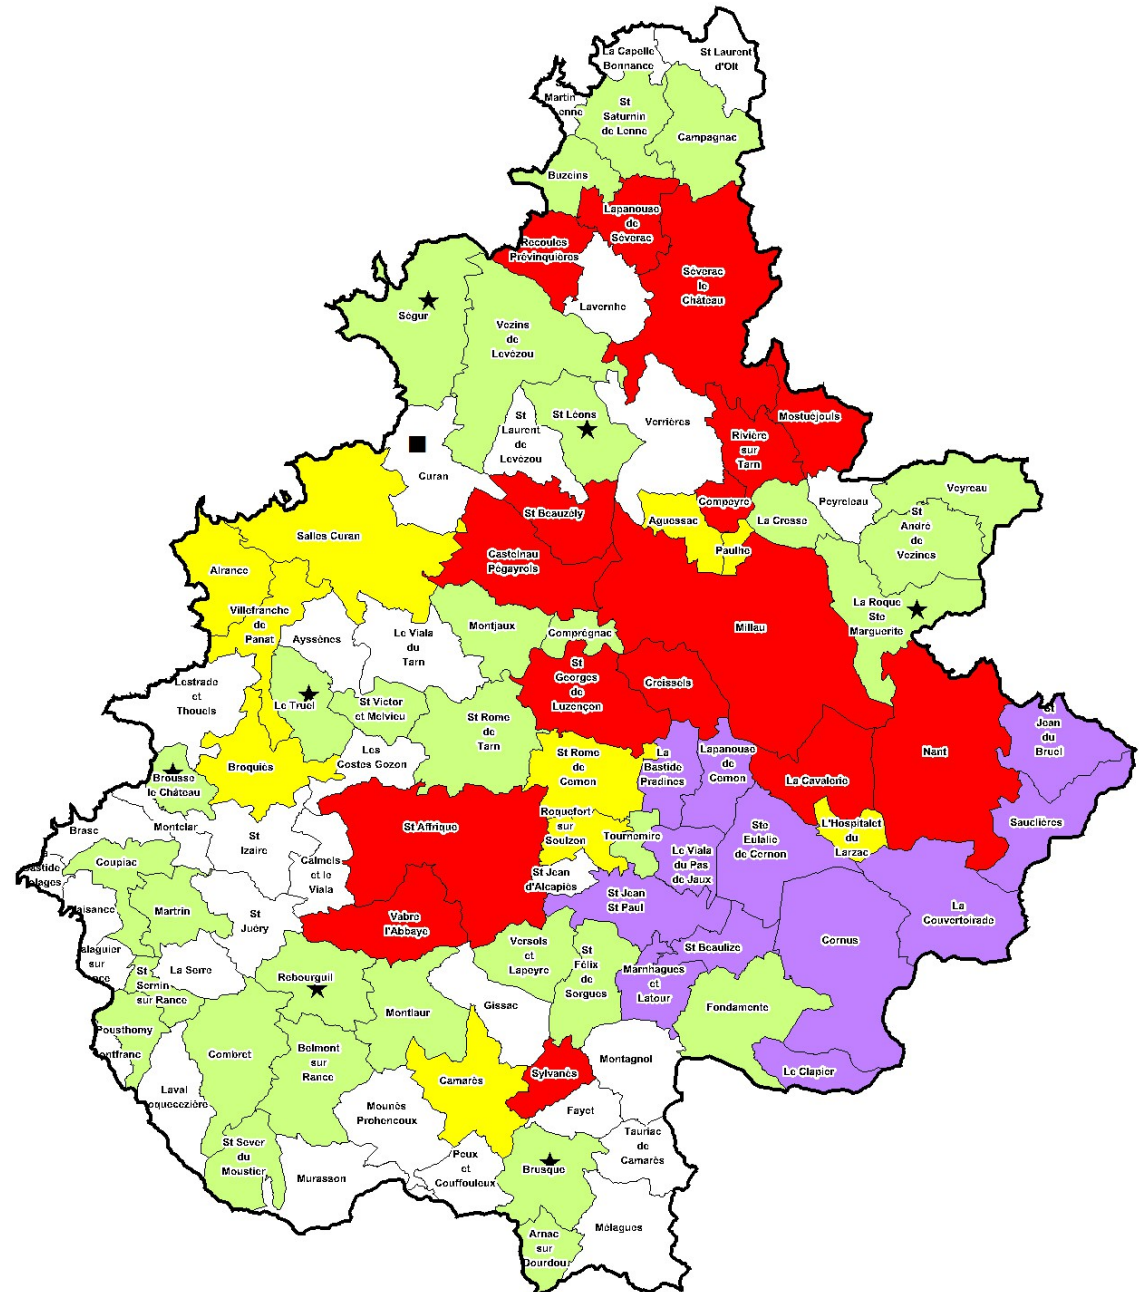 La Capelle
Bonnance
St Laurent
d'Olt
Martin
enne
St
Saturnin
de Lenne
Campagnac
Buzeins
Lapanouse
de
Séverac
Recoules
Prévinquières
Séverac
le
Château
Lavernhe
Ségur
Vezins
de
Levézou
St
Laurent
de
Levézou
St Léons
Verrières
Mostuéjouls
Rivière
sur
Tarn
Curan
Compeyre
Peyreleau
Veyreau
St Beauzély
Aguessac
La Cresse
St
André
de
Vezines
Salles Curan
Castelnau
Pégayrols
Paulhe
Alrance
Villefranche
de
Panat
La Roque
Ste
Marguerite
Ayssènes
Le Viala
du
Tarn
Montjaux
Comprégnac
Millau
Lestrade
et
Thouels
St
Georges
de
Luzençon
Creissels
Le Truel
St Victor
et Melvieu
St Rome
de
Tarn
St
Jean
du
Bruel
Nant
Les
Costes Gozon
St Rome
de
Cernon
La
Bastide
Pradines
Lapanouse
de
Cernon
Broquiès
La Cavalerie
Brousse
le Château
Roquefort
sur
Soulzon
Tournemire
Ste
Eulalie
de Cernon
L'Hospitalet
du
Larzac
Sauclières
Brasc
Montclar
St
Izaire
St Affrique
Calmels
et le
Viala
Le Viala
du Pas
de Jaux
Coupiac
St Jean
d'Alcapiès
St Jean
St Paul
La
Couvertoirade
Martrin
St
Juéry
Vabre
l'Abbaye
Cornus
St Beaulize
Versols
et
Lapeyre
St
Félix
de
Sorgues
Marnhagues
et
Latour
La Serre
St
Sernin
sur Rance
Rebourguil
Gissac
Montlaur
Fondamente
Pousthomy
Combret
Belmont
sur
Rance
Montagnol
Camarès
Sylvanès
Le Clapier
Laval
Mounès
Prohencoux
Fayet
Tauriac
de
Camarès
St Sever
du
Moustier
Murasson
Peux
et
Couffouleux
Brusque
Mélagues
Arnac
sur
Dourdou